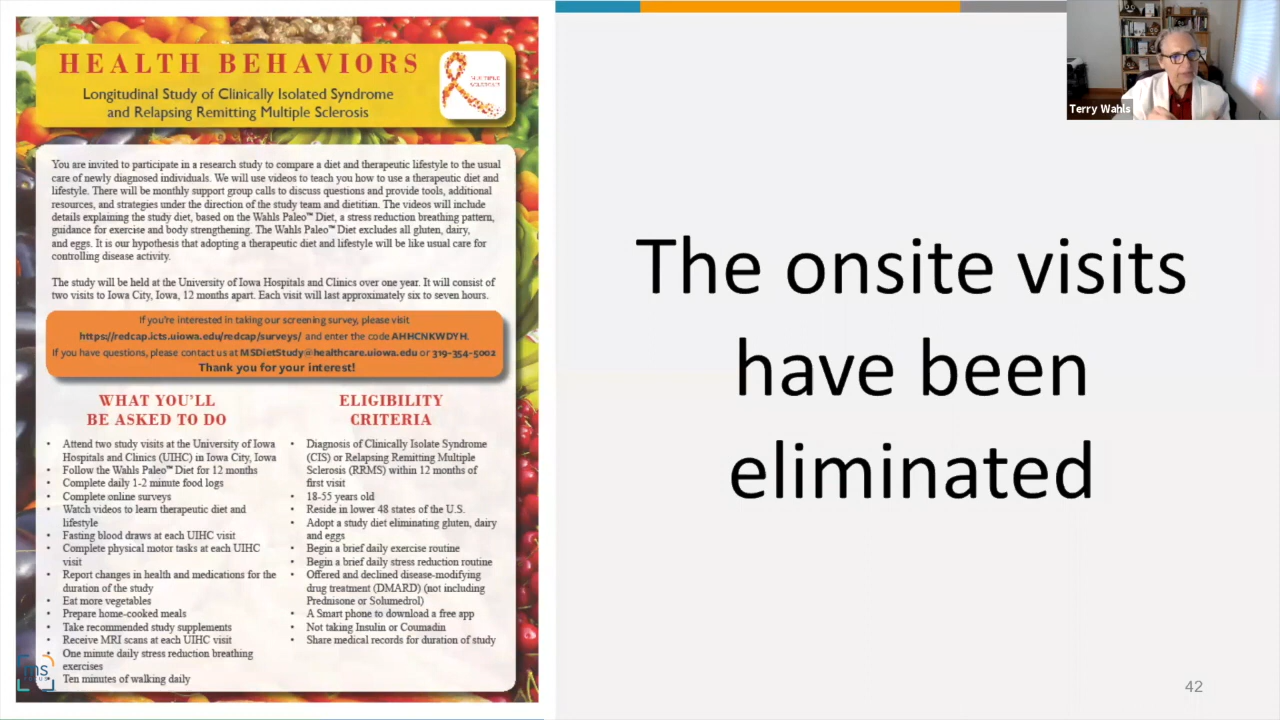 HEALTH BEHAVIORS
Longitudinal Study of Clinically Isolated Syndrome
and Relapsing Remitting Multiple Sclerosis
MULTIPLE
SCLEROSIS
You are invited to participate in a research study to compare a diet and therapeutic lifestyle to the usual
care of newly diagnosed individuals. We will use videos to teach you how to use a therapeutic diet and
lifestyle. There will be monthly support group calls to discuss questions and provide tools, additional
resources, and strategies under the direction of the study team and dietitian. The videos will include
details explaining the study diet, based on the Wahls Paleo™ Diet, a stress reduction breathing pattern,
guidance for exercise and body strengthening. The Wahls Paleo™ Diet excludes all gluten, dairy,
and eggs. It is our hypothesis that adopting a therapeutic diet and lifestyle will be like usual care for
controlling disease activity.
The study will be held at the University of Iowa Hospitals and Clinics over one year. It will consist of
two visits to Iowa City, Iowa, 12 months apart. Each visit will last approximately six to seven hours.
If you're interested in taking our screening survey, please visit
https://redcap.icts.uiowa.edu/redcap/surveys/ and enter the code AHHCNKWDYH.
If you have questions, please contact us at MSDietStudy@healthcare.uiowa.edu or 319-354-5002
Thank you for your interest!
WHAT YOU'LL
BE ASKED TO DO
• Attend two study visits at the University of Iowa
Hospitals and Clinics (UIHC) in Iowa City, Iowa
• Follow the Wahls Paleo™ Diet for 12 months
• Complete daily 1-2 minute food logs
• Complete online surveys
• Watch videos to learn therapeutic diet and
lifestyle
• Fasting blood draws at each UIHC visit
• Complete physical motor tasks at each UIHC
visit
• Report changes in health and medications for the
duration of the study
• Eat more vegetables
• Prepare home-cooked meals
• Take recommended study supplements
• Receive MRI scans at each UIHC visit
• One minute daily stress reduction breathing
exercises
• Ten minutes of walking daily
ELIGIBILITY
CRITERIA
• Diagnosis of Clinically Isolate Syndrome
(CIS) or Relapsing Remitting Multiple
Sclerosis (RRMS) within 12 months of
first visit
• 18-55 years old
• Reside in lower 48 states of the U.S.
• Adopt a study diet eliminating gluten, dairy
and eggs
• Begin a brief daily exercise routine
• Begin a brief daily stress reduction routine
• Offered and declined disease-modifying
drug treatment (DMARD) (not including
Prednisone or Solumedrol)
• A Smart phone to download a free app
• Not taking Insulin or Coumadin
• Share medical records for duration of study
ms
The onsite visits
have been
eliminated
Terry Wahls
42